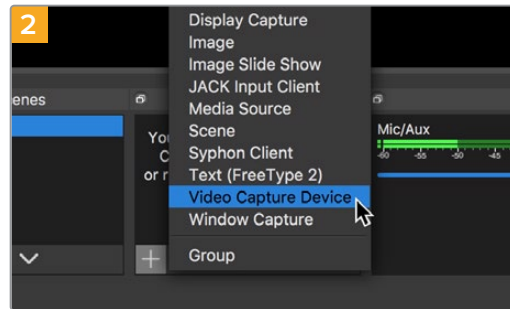 2
Display Capture
Image
Image Slide Show
JACK Input Client
Media Source
Scene
Syphon Client
Text (FreeType 2)
Video Capture Device
Window Capture
Group
enes
You
C
or r
Mic/Aux
-60 -55 -50 -45